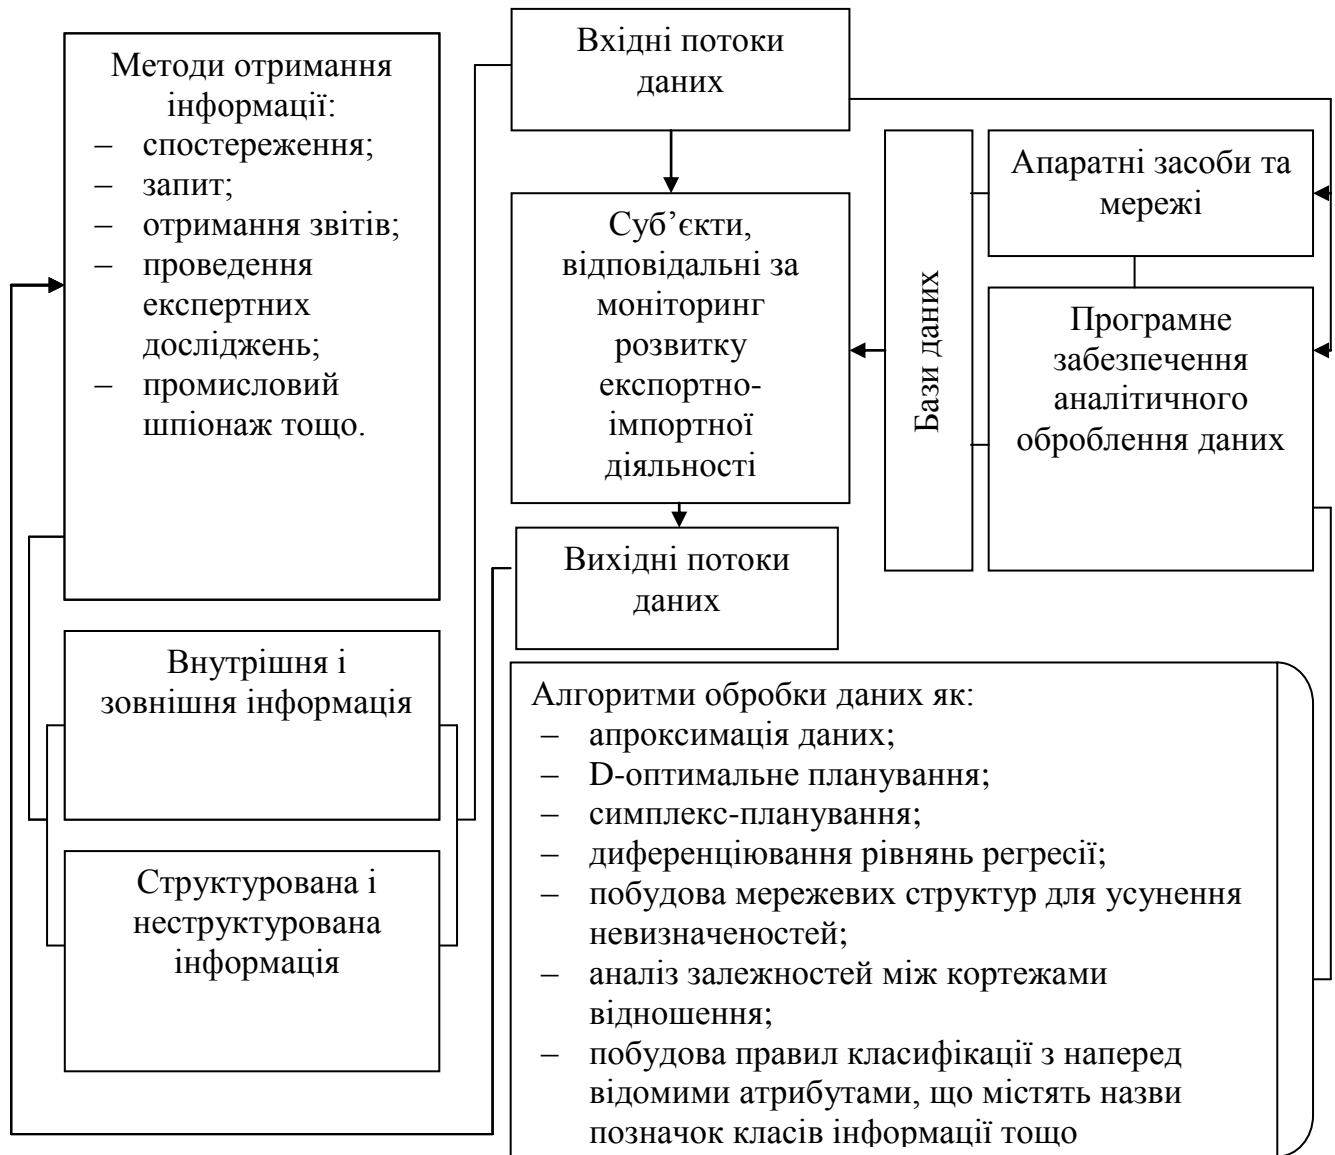 Методи отримання
інформації:
– спостереження;
– запит;
– отримання звітів;
– проведення
експертних
досліджень;
– промисловий
шпіонаж тощо.
Внутрішня і
зовнішня інформація
Структурована і
неструктурована
інформація
Вхідні потоки
даних
Суб’єкти,
відповідальні за
моніторинг
розвитку
експортно-
імпортної
діяльності
Вихідні потоки
даних
Бази даних
Апаратні засоби та
мережі
Програмне
забезпечення
аналітичного
оброблення даних
Алгоритми обробки даних як:
– апроксимація даних;
– D-оптимальне планування;
– симплекс-планування;
– диференціювання рівнянь регресії;
– побудова мережевих структур для усунення
невизначеностей;
– аналіз залежностей між кортежами
відношення;
– побудова правил класифікації з наперед
відомими атрибутами, що містять назви
позначок класів інформації тощо